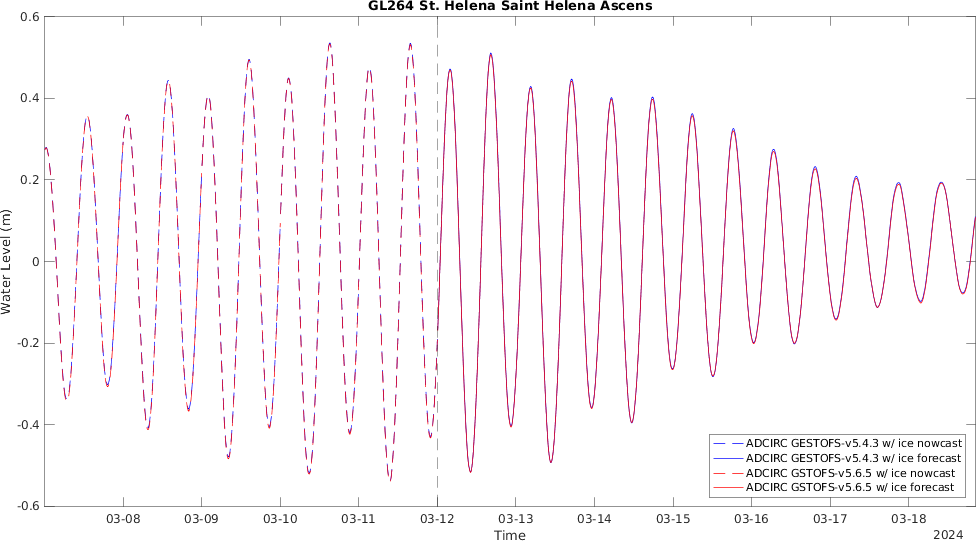 GL264 St. Helena Saint Helena Ascens
0.6
0.4
0.2
0
-0.2
-0.4
-0.6
Water Level (m)
ADCIRC GESTOFS-v5.4.3 w/ ice nowcast
ADCIRC GESTOFS-v5.4.3 w/ ice forecast
ADCIRC GSTOFS-v5.6.5 w/ ice nowcast
ADCIRC GSTOFS-v5.6.5 w/ ice forecast
03-08 03-09 03-10 03-11 03-12 03-13 03-14 03-15 03-16 03-17 03-18
Time
2024